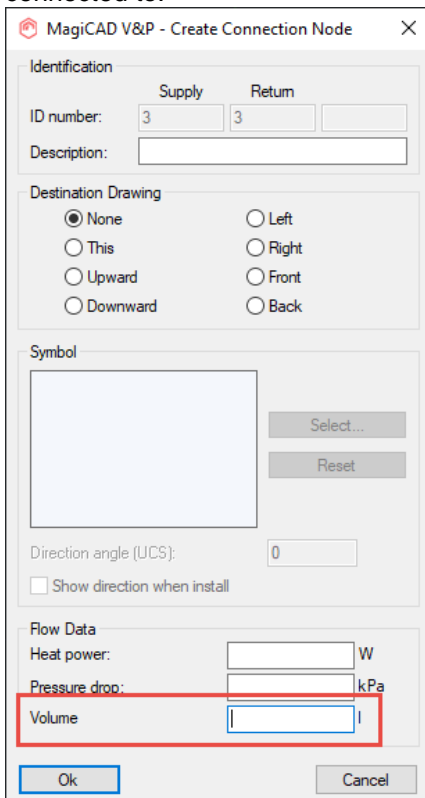 connected to.
MagiCAD V&P - Create Connection Node
Identification
Supply Return
ID number: 3 3
Description:
Destination Drawing
None Left
This Right
Upward Front
Downward Back
Symbol
Select...
Reset
Direction angle (UCS): 0
Show direction when install
Flow Data
Heat power: W
Pressure drop: kPa
Volume l
Ok Cancel